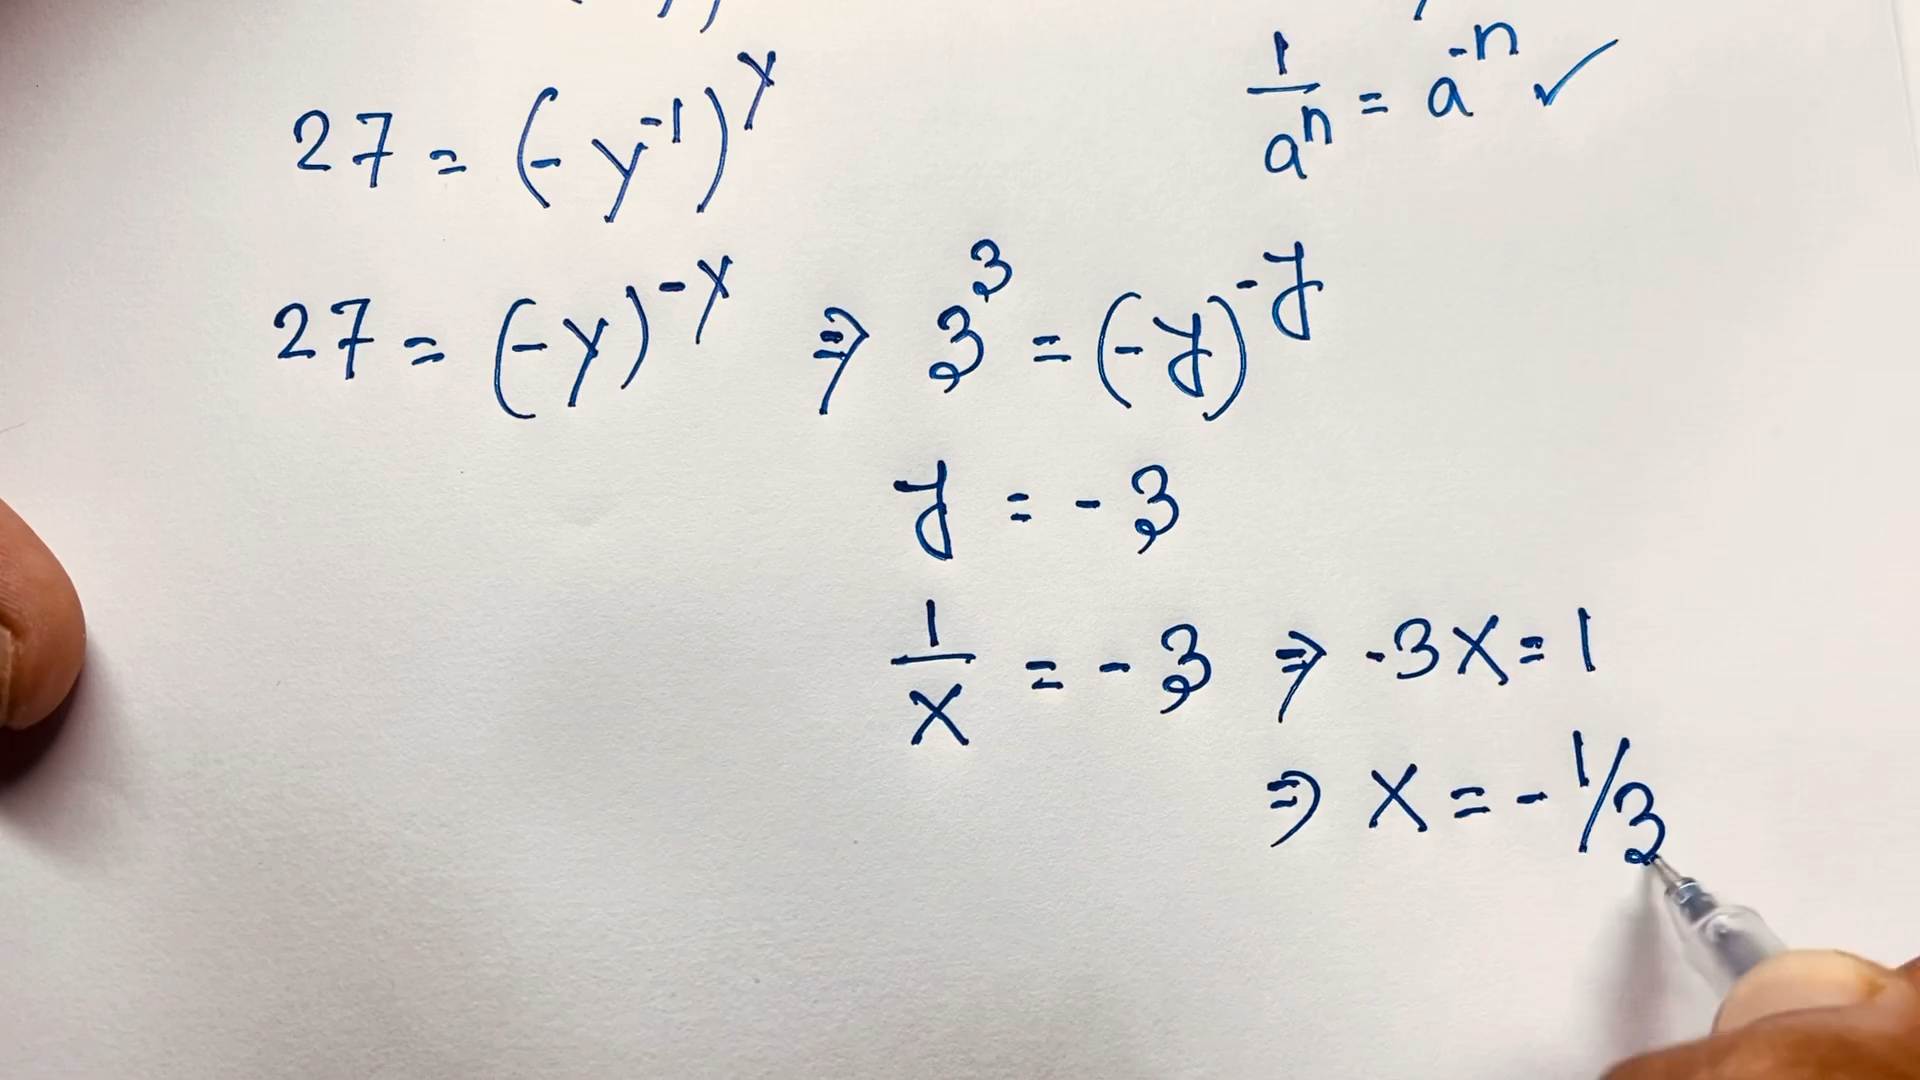 27 = (-y⁻¹)ʸ
1/aⁿ = a⁻ⁿ ✓
27 = (-y)⁻ʸ ⇒ 3³ = (-y)⁻ʸ
y = -3
1/x = -3 ⇒ -3x = 1
⇒ x = -1/3